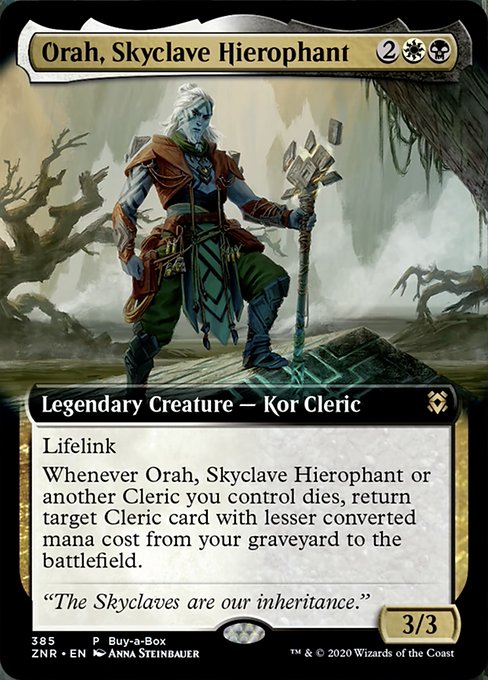 Orah, Skyclave Hierophant 2
Legendary Creature — Kor Cleric
Lifelink
Whenever Orah, Skyclave Hierophant or
another Cleric you control dies, return
target Cleric card with lesser converted
mana cost from your graveyard to the
battlefield.
“The Skyclaves are our inheritance.”
3/3
385 P Buy-a-Box
ZNR • EN Anna Steinbauer
™ & © 2020 Wizards of the Coast